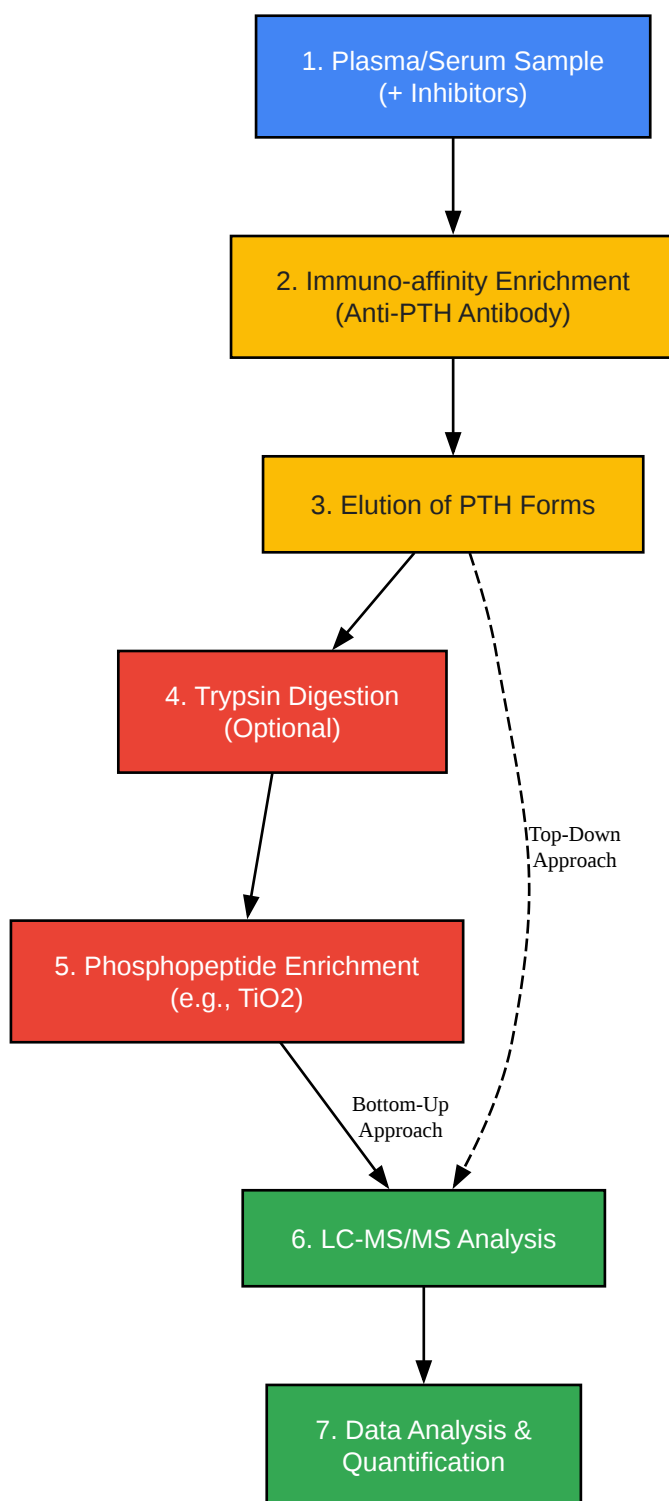 1. Plasma/Serum Sample
(+ Inhibitors)
2. Immuno-affinity Enrichment
(Anti-PTH Antibody)
3. Elution of PTH Forms
4. Trypsin Digestion
(Optional)
Top-Down
Approach
5. Phosphopeptide Enrichment
(e.g., TiO2)
Bottom-Up
Approach
6. LC-MS/MS Analysis
7. Data Analysis &
Quantification